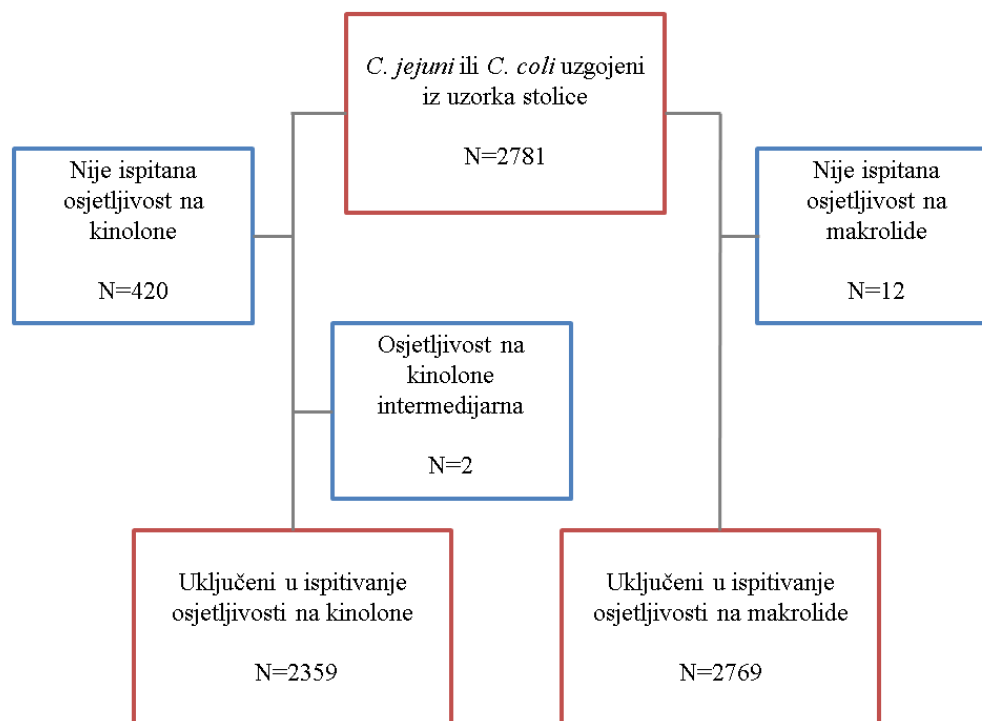 C. jejuni ili C. coli uzgojeni
iz uzorka stolice
N=2781
Nije ispitana
osjetljivost na
kinolone
N=420
Nije ispitana
osjetljivost na
makrolide
N=12
Osjetljivost na
kinolone
intermedijarna
N=2
Uključeni u ispitivanje
osjetljivosti na kinolone
N=2359
Uključeni u ispitivanje
osjetljivosti na makrolide
N=2769